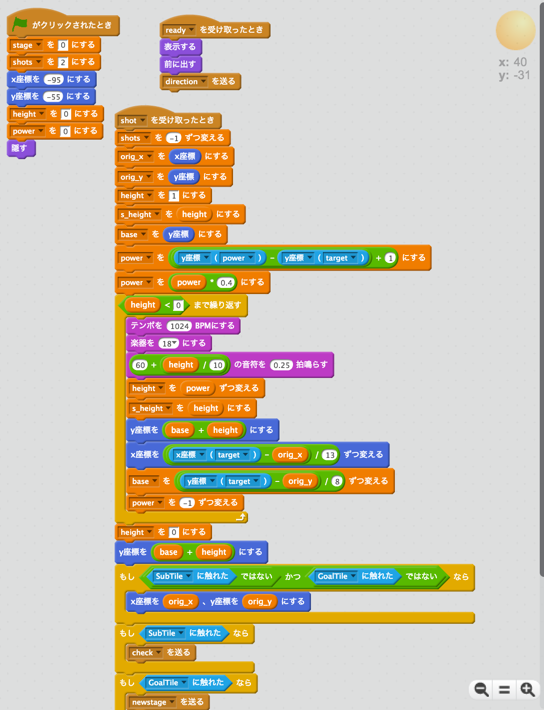 がクリックされたとき
stage を 0 にする
shots を 2 にする
x座標を -95 にする
y座標を -55 にする
height を 0 にする
power を 0 にする
隠す
ready を受け取ったとき
表示する
前に出す
direction を送る
x: 40
y: -31
shot を受け取ったとき
shots を -1 ずつ変える
orig_x を x座標 にする
orig_y を y座標 にする
height を 1 にする
s_height を height にする
base を y座標 にする
power を y座標 ( power ) - y座標 ( target ) + 1 にする
power を power * 0.4 にする
height < 0 まで繰り返す
テンポを 1024 BPMにする
楽器を 18 にする
60 + height / 10 の音符を 0.25 拍鳴らす
height を power ずつ変える
s_height を height にする
y座標を base + height にする
x座標を x座標 ( target ) - orig_x / 13 ずつ変える
base を y座標 ( target ) - orig_y / 8 ずつ変える
power を -1 ずつ変える
height を 0 にする
y座標を base + height にする
もし SubTile に触れた ではない かつ GoalTile に触れた ではない なら
x座標を orig_x 、y座標を orig_y にする
もし SubTile に触れた なら
check を送る
もし GoalTile に触れた なら
newstage を送る